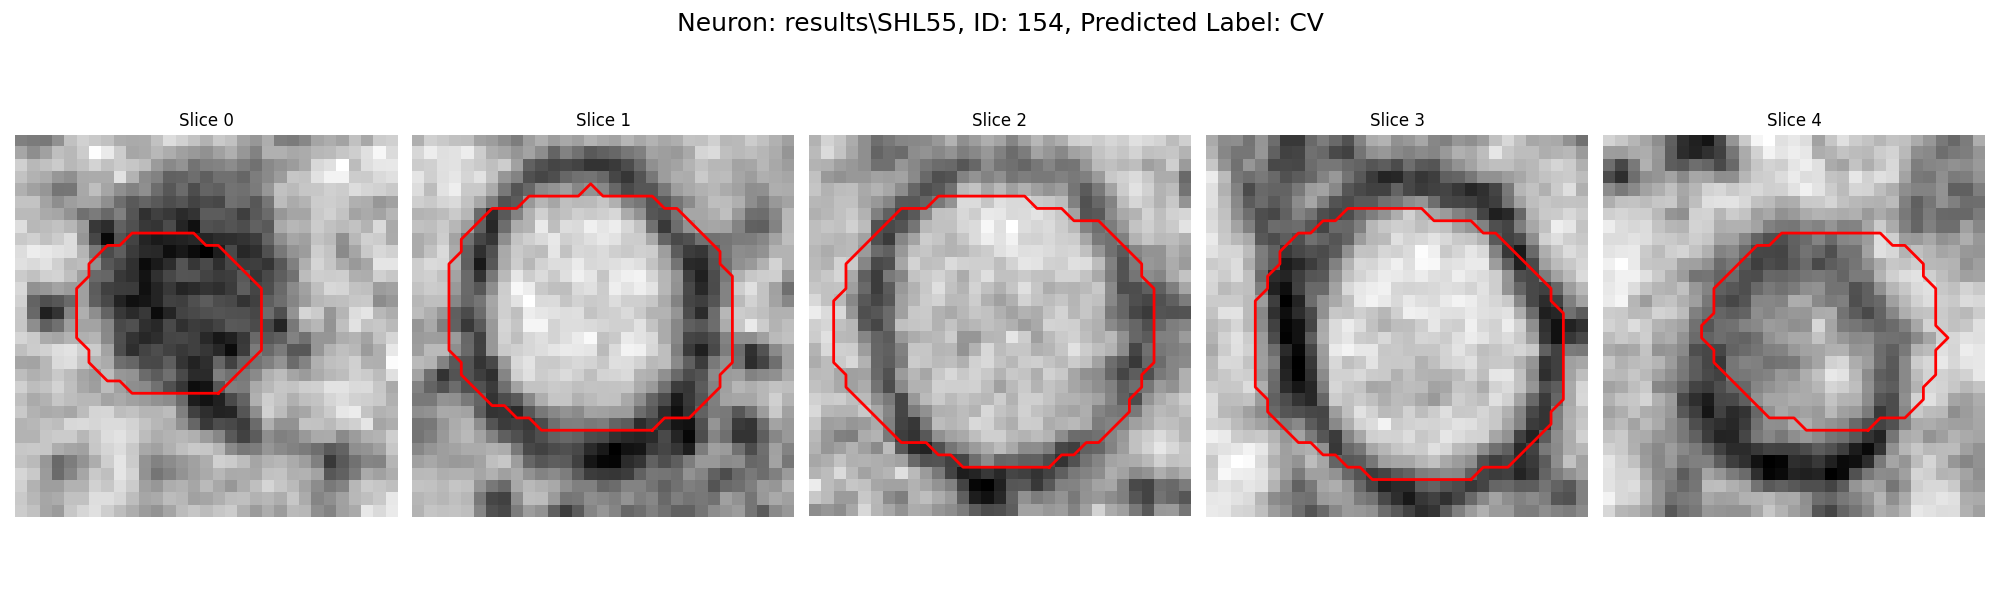 Neuron: results\SHL55, ID: 154, Predicted Label: CV
Slice 0
Slice 1
Slice 2
Slice 3
Slice 4